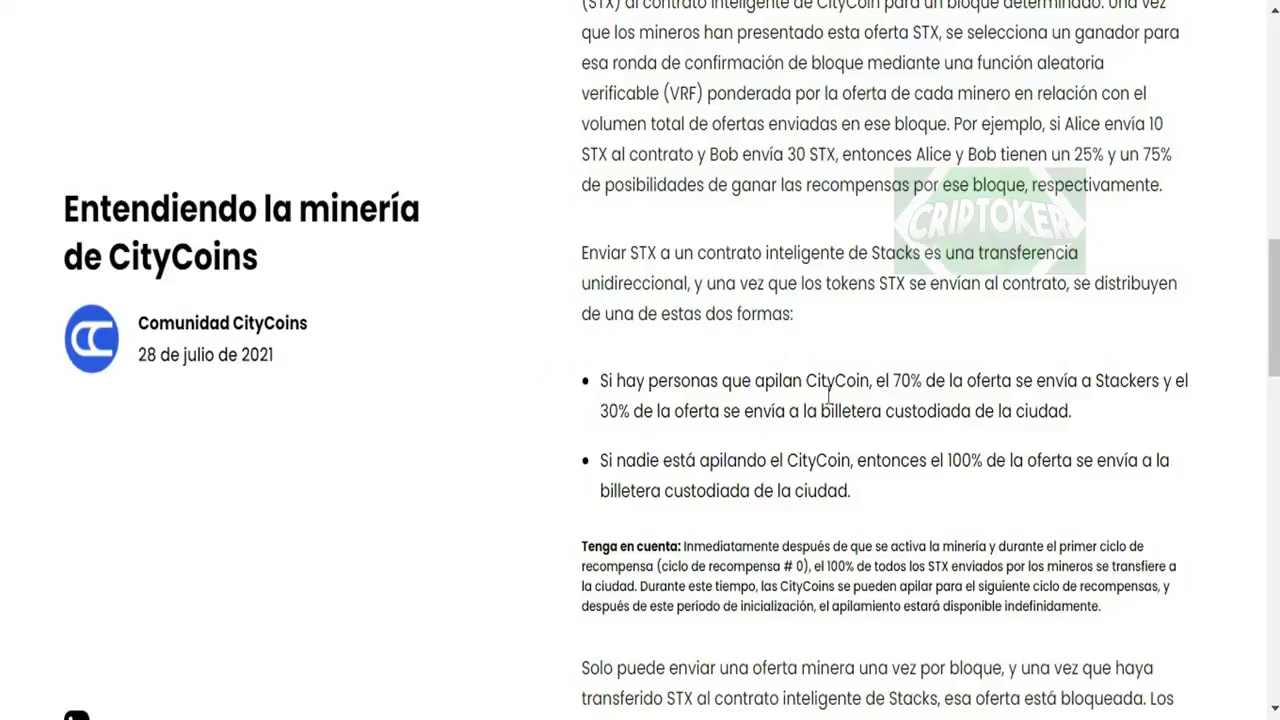 (STX) al contrato inteligente de CityCoin para un bloque determinado. Una vez
que los mineros han presentado esta oferta STX, se selecciona un ganador para
esa ronda de confirmación de bloque mediante una función aleatoria
verificable (VRF) ponderada por la oferta de cada minero en relación con el
volumen total de ofertas enviadas en ese bloque. Por ejemplo, si Alice envía 10
STX al contrato y Bob envía 30 STX, entonces Alice y Bob tienen un 25% y un 75%
de posibilidades de ganar las recompensas por ese bloque, respectivamente.
CRIPTOKER
Entendiendo la minería
de CityCoins
CC
Comunidad CityCoins
28 de julio de 2021
Enviar STX a un contrato inteligente de Stacks es una transferencia
unidireccional, y una vez que los tokens STX se envían al contrato, se distribuyen
de una de estas dos formas:
• Si hay personas que apilan CityCoin, el 70% de la oferta se envía a Stackers y el
30% de la oferta se envía a la billetera custodiada de la ciudad.
• Si nadie está apilando el CityCoin, entonces el 100% de la oferta se envía a la
billetera custodiada de la ciudad.
Tenga en cuenta: Inmediatamente después de que se activa la minería y durante el primer ciclo de
recompensa (ciclo de recompensa # 0), el 100% de todos los STX enviados por los mineros se transfiere a
la ciudad. Durante este tiempo, las CityCoins se pueden apilar para el siguiente ciclo de recompensas, y
después de este período de inicialización, el apilamiento estará disponible indefinidamente.
Solo puede enviar una oferta minera una vez por bloque, y una vez que haya
transferido STX al contrato inteligente de Stacks, esa oferta está bloqueada. Los